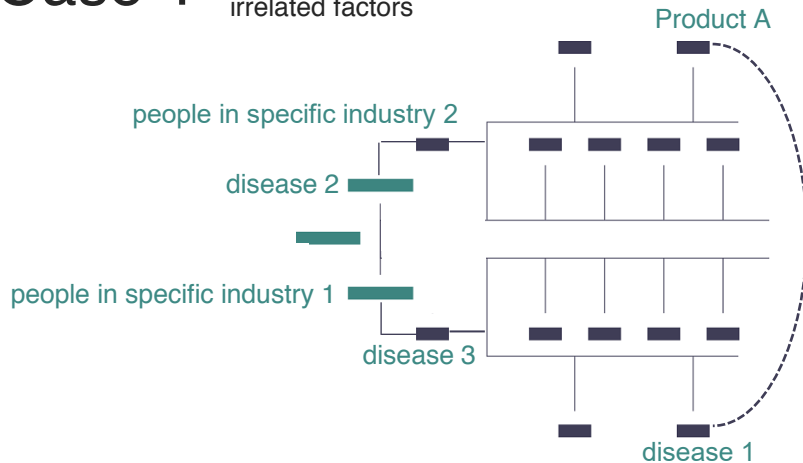 irrelated factors
Product A
people in specific industry 2
disease 2
people in specific industry 1
disease 3
disease 1